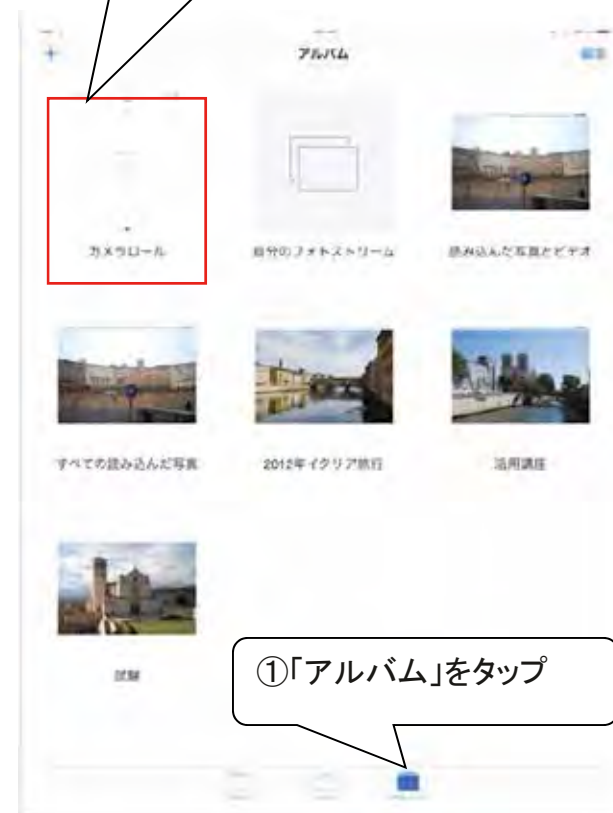 アルバム
カメラロール
自分のフォトストリーム
読み込んだ写真とビデオ
すべての読み込んだ写真
2012年イタリア旅行
活用講座
試験
①「アルバム」をタップ